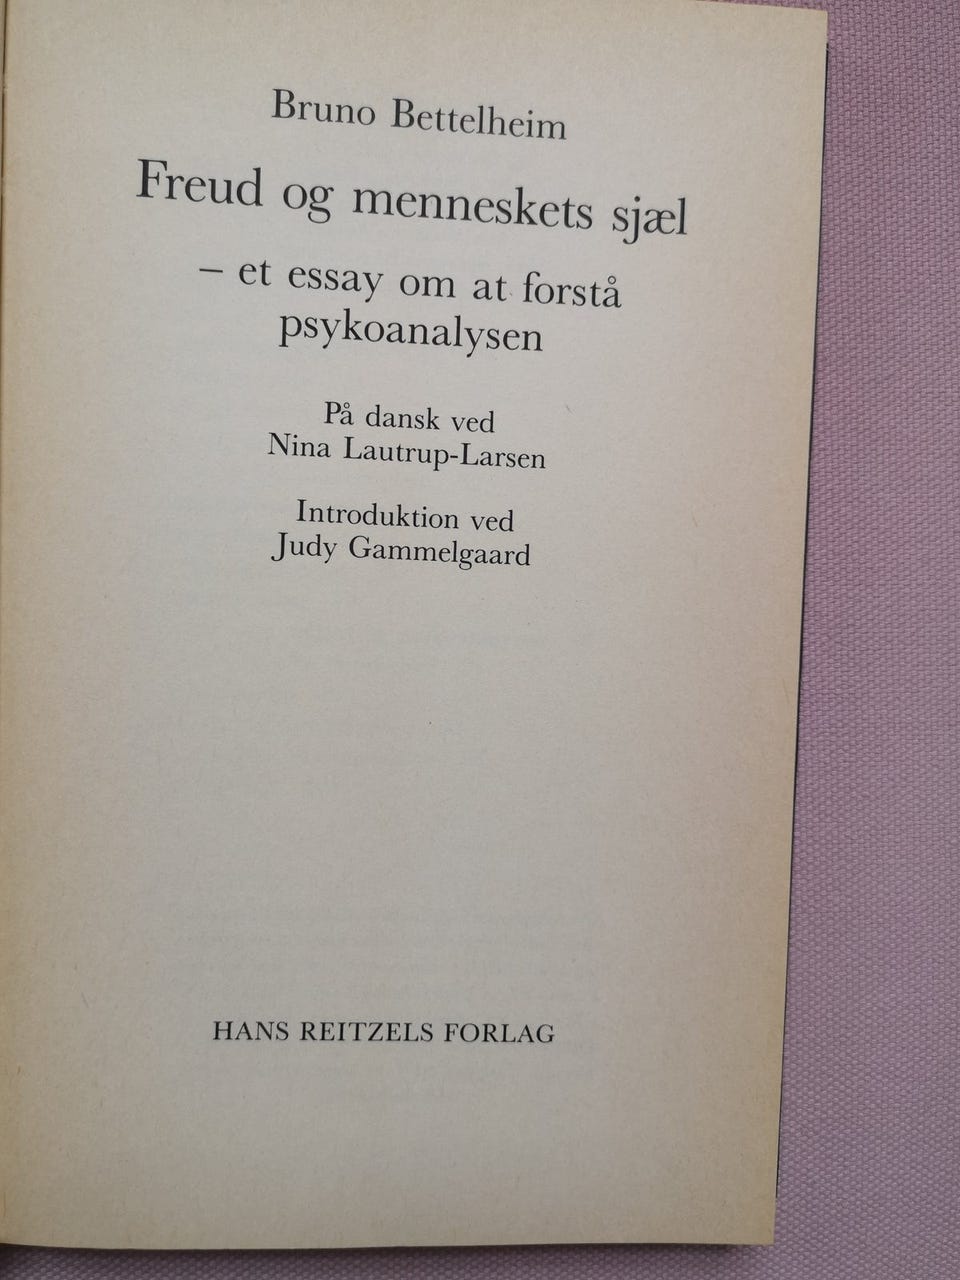 Bruno Bettelheim
Freud og menneskets sjæl
– et essay om at forstå
psykoanalysen
På dansk ved
Nina Lautrup-Larsen
Introduktion ved
Judy Gammelgaard
HANS REITZELS FORLAG